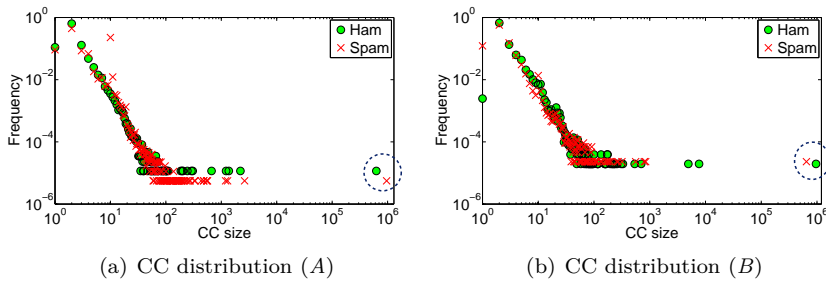 10^0
10^-2
10^-4
10^-6
Frequency
10^0 10^1 10^2 10^3 10^4 10^5 10^6
CC size
Ham
Spam
(a) CC distribution (A)
10^0
10^-2
10^-4
10^-6
Frequency
10^0 10^1 10^2 10^3 10^4 10^5 10^6
CC size
Ham
Spam
(b) CC distribution (B)